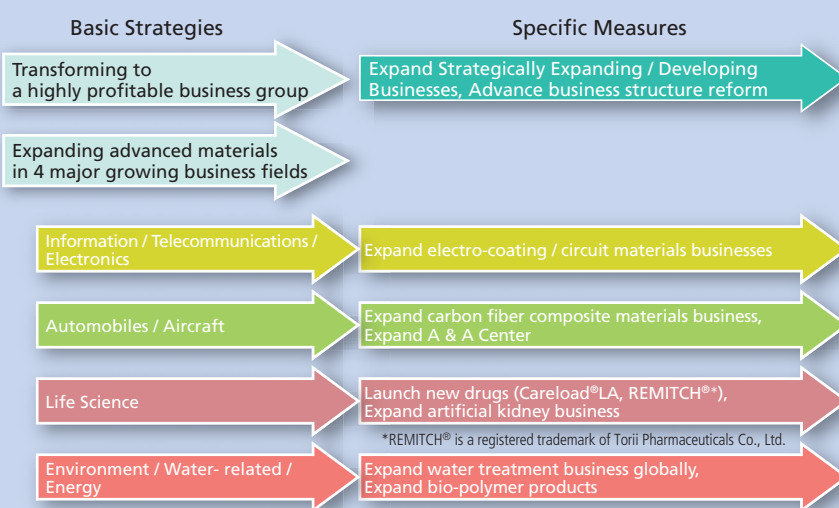 Basic Strategies
Specific Measures
Transforming to
a highly profitable business group
Expand Strategically Expanding / Developing
Businesses, Advance business structure reform
Expanding advanced materials
in 4 major growing business fields
Information / Telecommunications /
Electronics
Expand electro-coating / circuit materials businesses
Automobiles / Aircraft
Expand carbon fiber composite materials business,
Expand A & A Center
Life Science
Launch new drugs (Careload®LA, REMITCH®*),
Expand artificial kidney business
*REMITCH® is a registered trademark of Torii Pharmaceuticals Co., Ltd.
Environment / Water- related /
Energy
Expand water treatment business globally,
Expand bio-polymer products